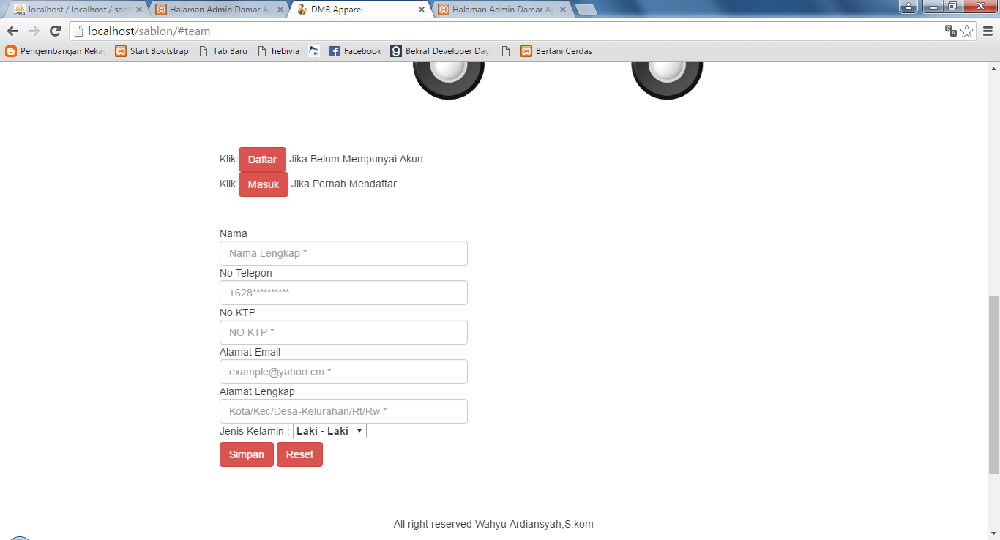 localhost / localhost / sabl
Halaman Admin Damar A
DMR Apparel
Halaman Admin Damar A
localhost/sablon/#team
Pengembangan Reka
Start Bootstrap
Tab Baru
hebivia
Facebook
Bekraf Developer Day
Bertani Cerdas
Klik Daftar Jika Belum Mempunyai Akun.
Klik Masuk Jika Pernah Mendaftar.
Nama
Nama Lengkap *
No Telepon
+628**********
No KTP
NO KTP *
Alamat Email
example@yahoo.cm *
Alamat Lengkap
Kota/Kec/Desa-Kelurahan/Rt/Rw *
Jenis Kelamin : Laki - Laki
Simpan Reset
All right reserved Wahyu Ardiansyah,S.kom